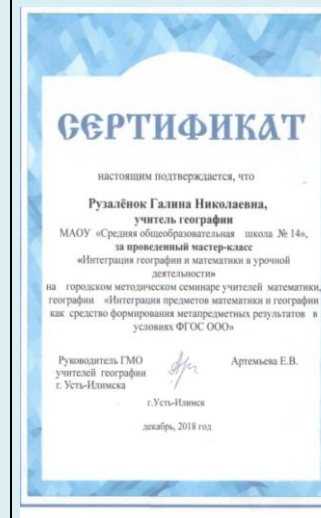 СЕРТИФИКАТ
настоящим подтверждается, что
Рузалёнок Галина Николаевна,
учитель географии
МАОУ «Средняя общеобразовательная школа № 14»,
за проведенный мастер-класс
«Интеграция географии и математики в урочной
деятельности»
на городском методическом семинаре учителей математики,
географии «Интеграция предметов математики и географии
как средство формирования метапредметных результатов в
условиях ФГОС ООО»
Руководитель ГМО
учителей географии
г. Усть-Илимска
Артемьева Е.В.
г.Усть-Илимск
декабрь, 2018 год